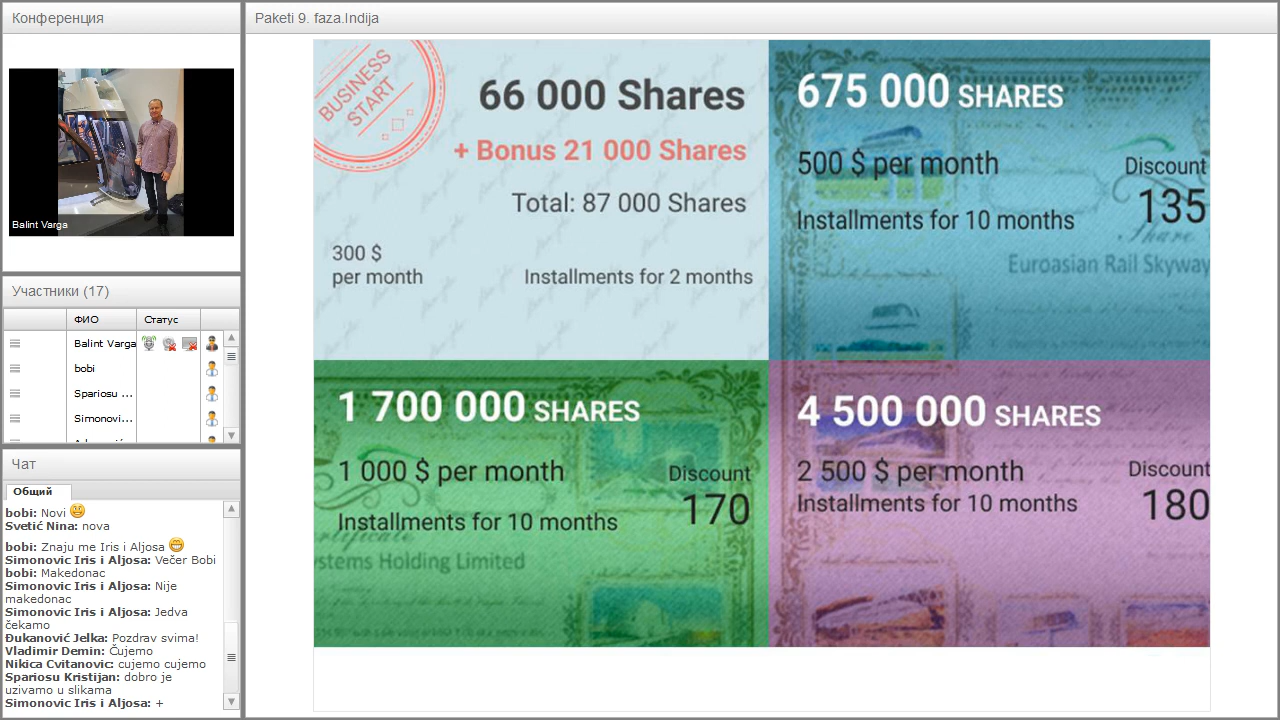 Конференция
Balint Varga
Участники (17)
ФИО
Статус
Balint Varga
bobi
Spariosu ...
Simonovi...
Чат
Общий
bobi: Novi
Svetić Nina: nova
bobi: Znaju me Iris i Aljosa
Simonovic Iris i Aljosa: Večer Bobi
bobi: Makedonac
Simonovic Iris i Aljosa: Nije
makedonac
Simonovic Iris i Aljosa: Jedva
čekamo
Đukanović Jelka: Pozdrav svima!
Vladimir Demin: Čujemo
Nikica Cvitanovic: cujemo cujemo
Spariosu Kristijan: dobro je
uzivamo u slikama
Simonovic Iris i Aljosa: +
Paketi 9. faza.Indija
BUSINESS
START
66 000 Shares
+ Bonus 21 000 Shares
Total: 87 000 Shares
300 $
per month
Installments for 2 months
675 000 SHARES
500 $ per month
Discount
135
Installments for 10 months
Share
Euroasian Rail Skyway
1 700 000 SHARES
1 000 $ per month
Discount
170
Installments for 10 months
stems Holding Limited
4 500 000 SHARES
2 500 $ per month
Discount
180
Installments for 10 months